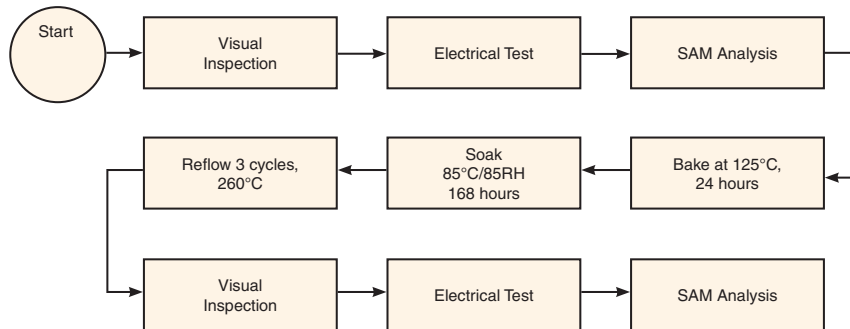 Start
Visual
Inspection
Electrical Test
SAM Analysis
Bake at 125°C,
24 hours
Soak
85°C/85RH
168 hours
Reflow 3 cycles,
260°C
Visual
Inspection
Electrical Test
SAM Analysis